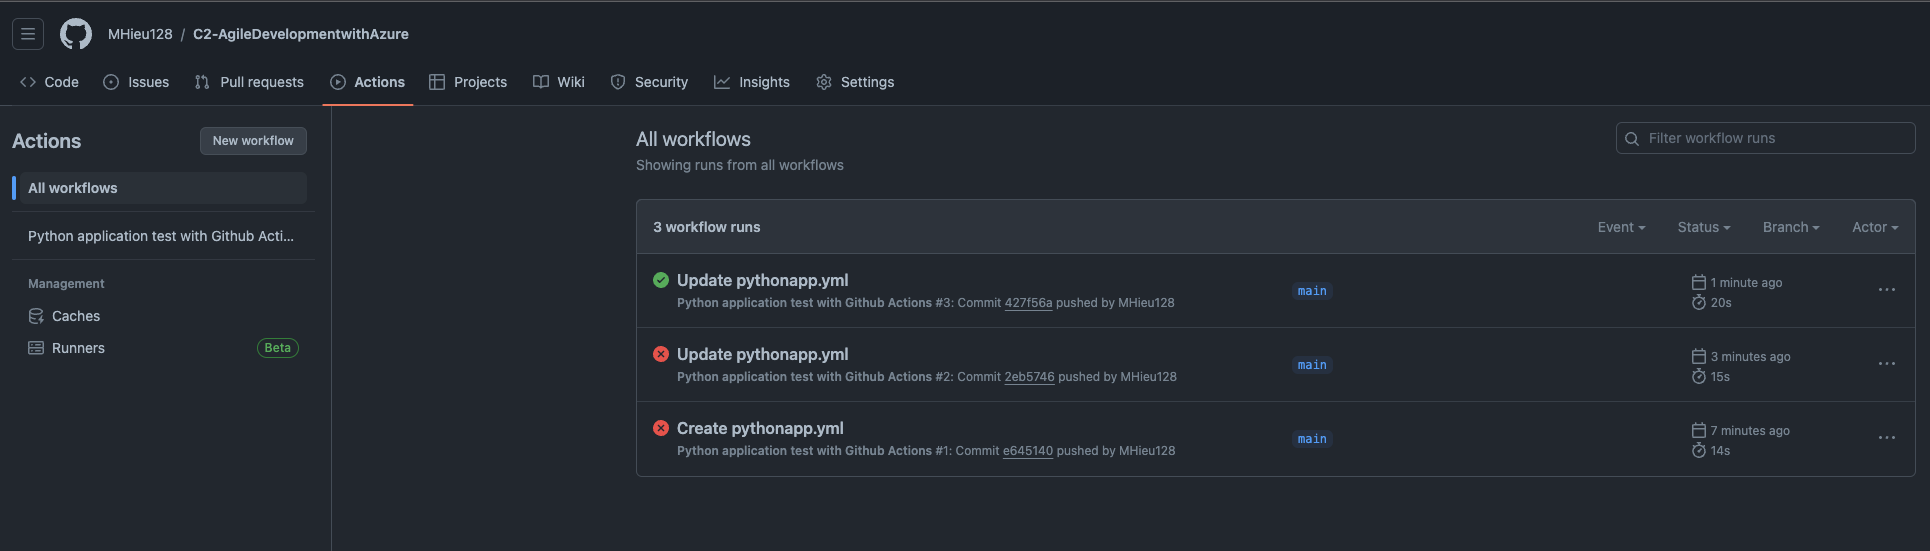 MHieu128 / C2-AgileDevelopmentwithAzure
Code Issues Pull requests Actions Projects Wiki Security Insights Settings
Actions
New workflow
All workflows
Python application test with Github Acti...
Management
Caches
Runners Beta
All workflows
Showing runs from all workflows
Filter workflow runs
3 workflow runs Event Status Branch Actor
Update pythonapp.yml
Python application test with Github Actions #3: Commit 427f56a pushed by MHieu128
main
1 minute ago
20s
Update pythonapp.yml
Python application test with Github Actions #2: Commit 2eb5746 pushed by MHieu128
main
3 minutes ago
15s
Create pythonapp.yml
Python application test with Github Actions #1: Commit e645140 pushed by MHieu128
main
7 minutes ago
14s